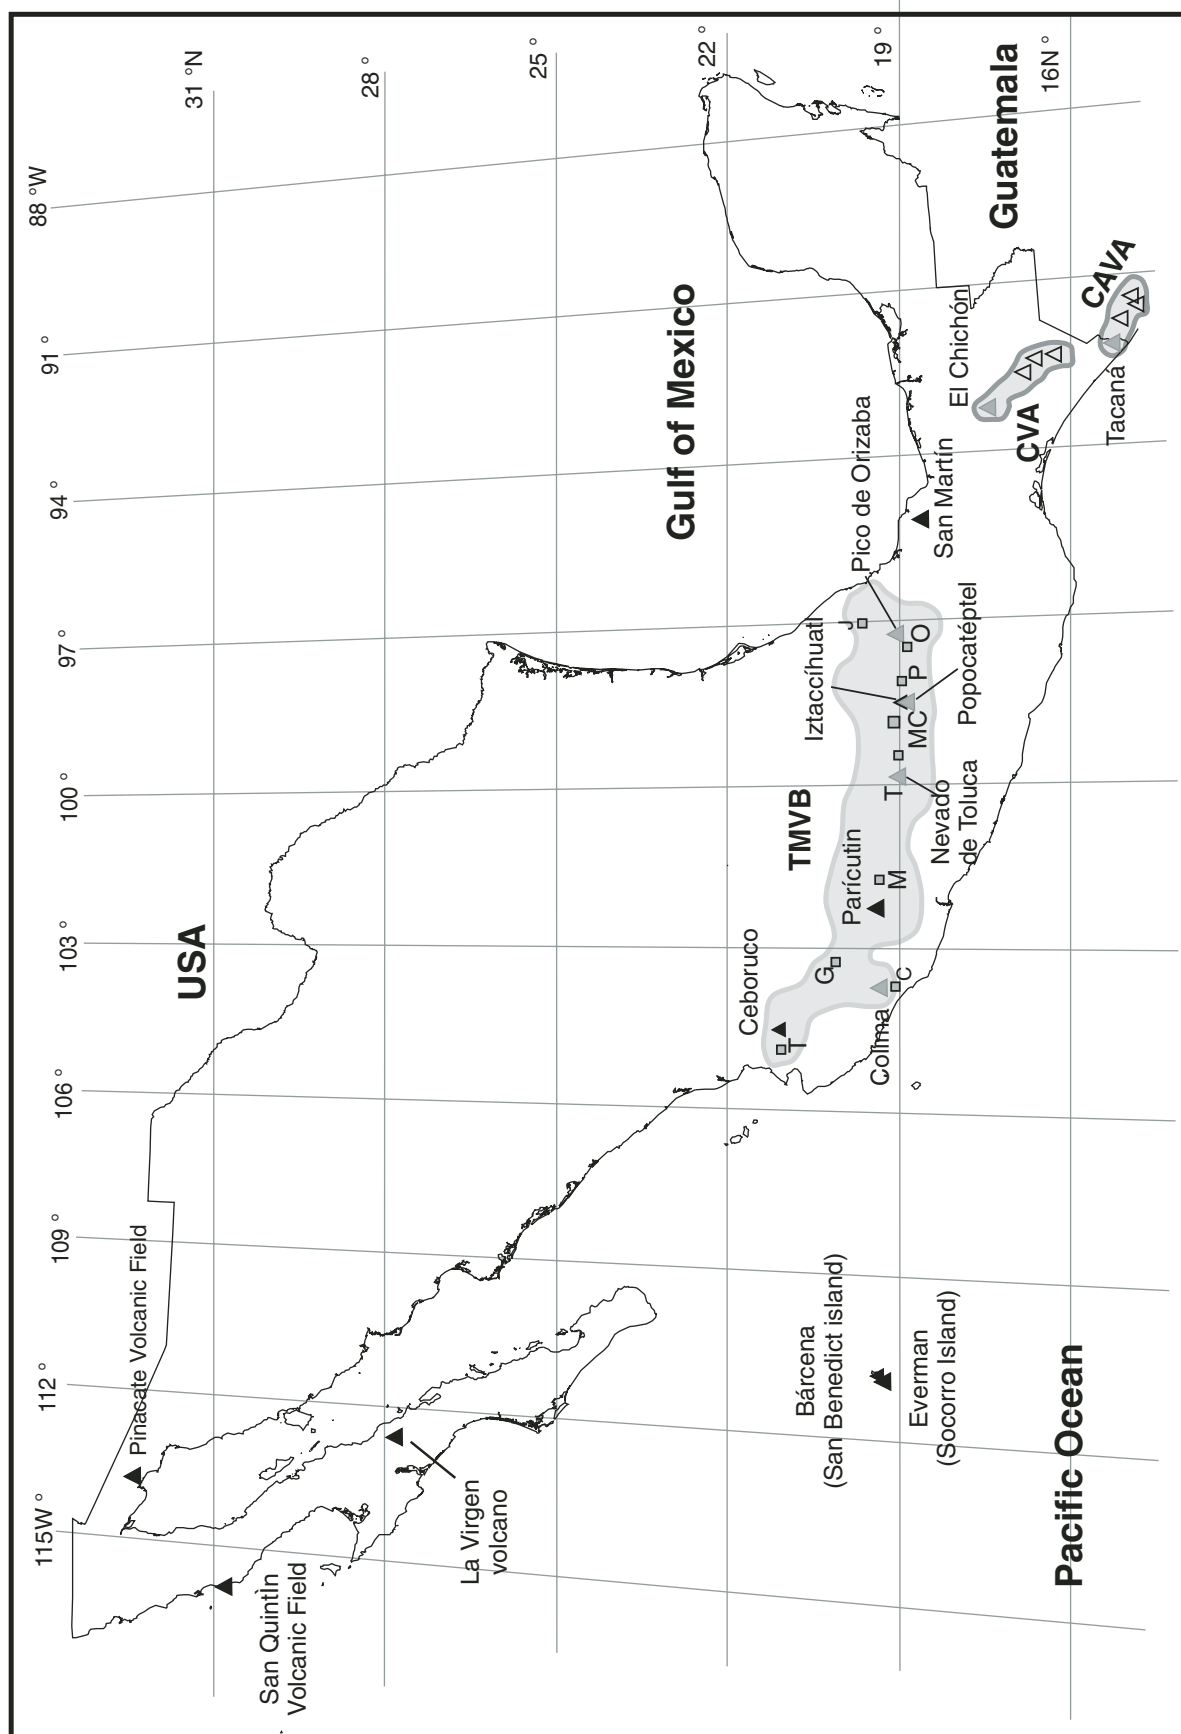 115W °
112 °
109 °
106 °
103 °
100 °
97 °
94 °
91 °
88 °W
31 °N
28 °
25 °
22 °
19 °
16N °
Pinacate Volcanic Field
USA
San Quintín
Volcanic Field
La Virgen
volcano
Gulf of Mexico
Ceboruco
T
G
TMVB
Parícutin
M
Iztaccíhuatl
J
Pico de Orizaba
Colima
C
T
MC
P
O
Nevado
de Toluca
Popocatéptel
San Martín
El Chichón
CVA
Tacaná
CAVA
Guatemala
Bárcena
(San Benedict island)
Everman
(Socorro Island)
Pacific Ocean